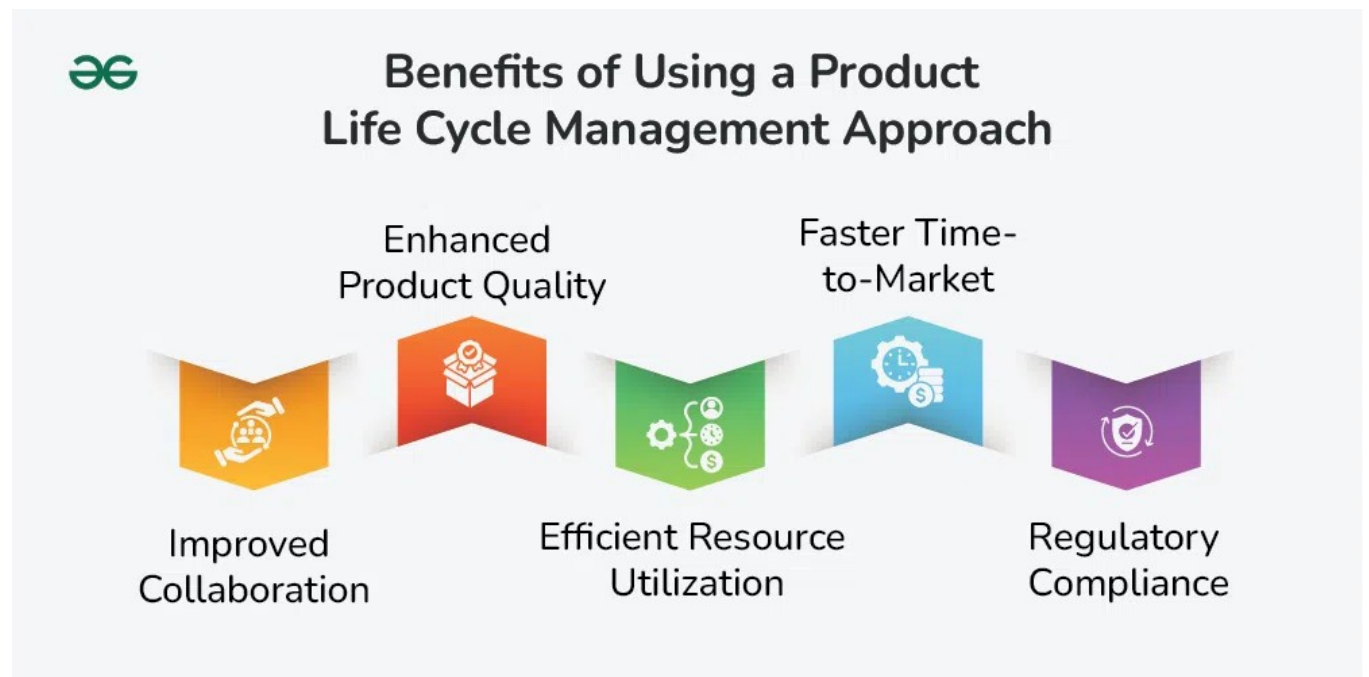 Benefits of Using a Product
Life Cycle Management Approach
Improved
Collaboration
Enhanced
Product Quality
Efficient Resource
Utilization
Faster Time-
to-Market
Regulatory
Compliance